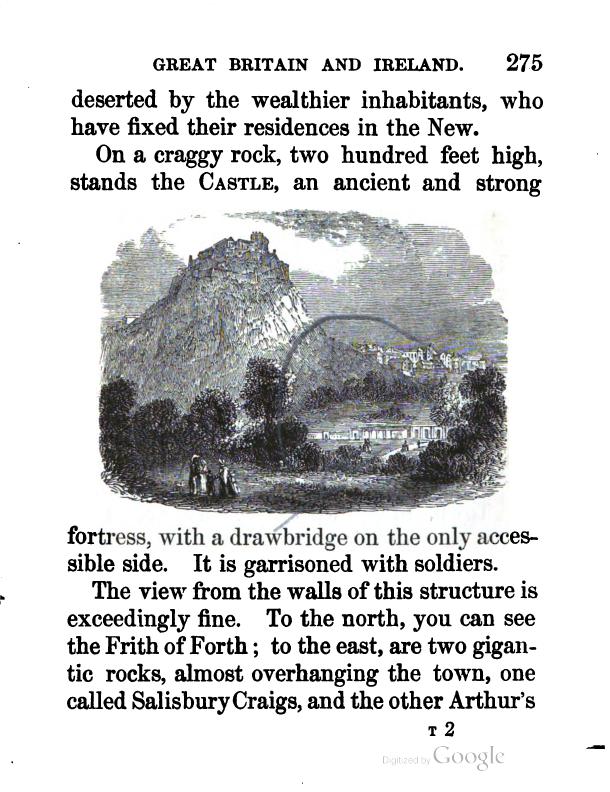 GREAT BRITAIN AND IRELAND. 275
deserted by the wealthier inhabitants, who
have fixed their residences in the New.
On a craggy rock, two hundred feet high,
stands the CASTLE, an ancient and strong
fortress, with a drawbridge on the only acces-
sible side. It is garrisoned with soldiers.
The view from the walls of this structure is
exceedingly fine. To the north, you can see
the Frith of Forth; to the east, are two gigan-
tic rocks, almost overhanging the town, one
called Salisbury Craigs, and the other Arthur's
T 2
Digitized by Google